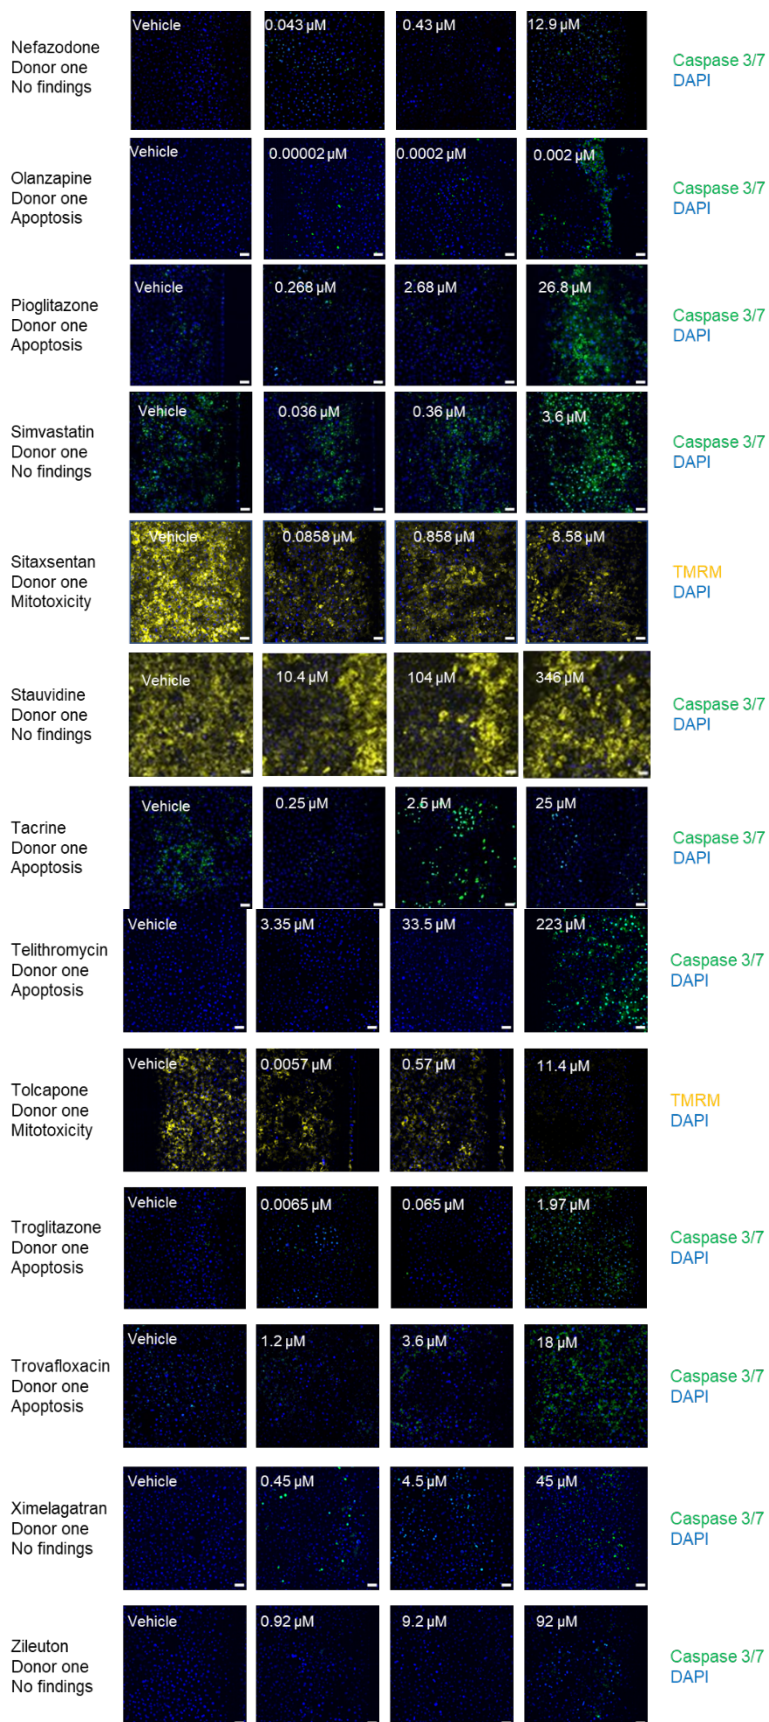 Nefazodone
Donor one
No findings
Vehicle
0.043 µM
0.43 µM
12.9 µM
Caspase 3/7
DAPI
Olanzapine
Donor one
Apoptosis
Vehicle
0.00002 µM
0.0002 µM
0.002 µM
Caspase 3/7
DAPI
Pioglitazone
Donor one
Apoptosis
Vehicle
0.268 µM
2.68 µM
26.8 µM
Caspase 3/7
DAPI
Simvastatin
Donor one
No findings
Vehicle
0.036 µM
0.36 µM
3.6 µM
Caspase 3/7
DAPI
Sitaxsentan
Donor one
Mitotoxicity
Vehicle
0.0858 µM
0.858 µM
8.58 µM
TMRM
DAPI
Stauvidine
Donor one
No findings
Vehicle
10.4 µM
104 µM
346 µM
Caspase 3/7
DAPI
Tacrine
Donor one
Apoptosis
Vehicle
0.25 µM
2.5 µM
25 µM
Caspase 3/7
DAPI
Telithromycin
Donor one
Apoptosis
Vehicle
3.35 µM
33.5 µM
223 µM
Caspase 3/7
DAPI
Tolcapone
Donor one
Mitotoxicity
Vehicle
0.0057 µM
0.57 µM
11.4 µM
TMRM
DAPI
Troglitazone
Donor one
Apoptosis
Vehicle
0.0065 µM
0.065 µM
1.97 µM
Caspase 3/7
DAPI
Trovafloxacin
Donor one
Apoptosis
Vehicle
1.2 µM
3.6 µM
18 µM
Caspase 3/7
DAPI
Ximelagatran
Donor one
No findings
Vehicle
0.45 µM
4.5 µM
45 µM
Caspase 3/7
DAPI
Zileuton
Donor one
No findings
Vehicle
0.92 µM
9.2 µM
92 µM
Caspase 3/7
DAPI